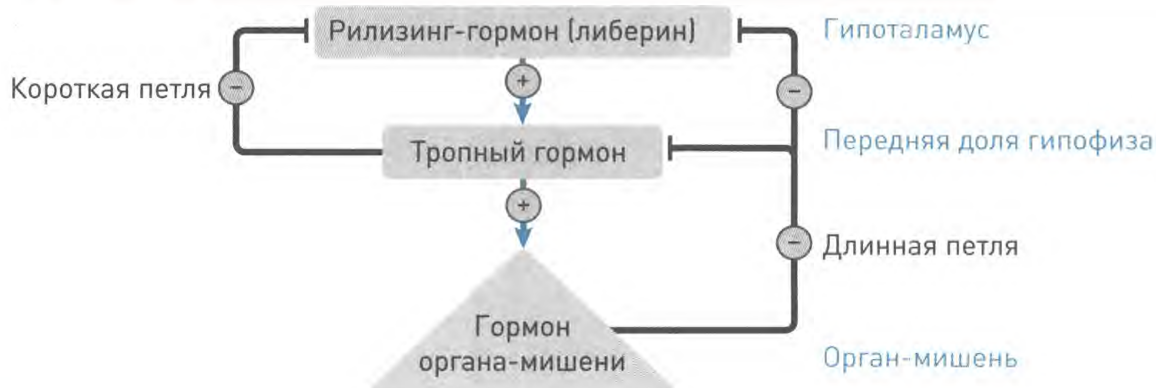 Рилизинг-гормон (либерин)
Гипоталамус
Короткая петля
−
+
−
Тропный гормон
Передняя доля гипофиза
+
−
Длинная петля
Гормон
органа-мишени
Орган-мишень